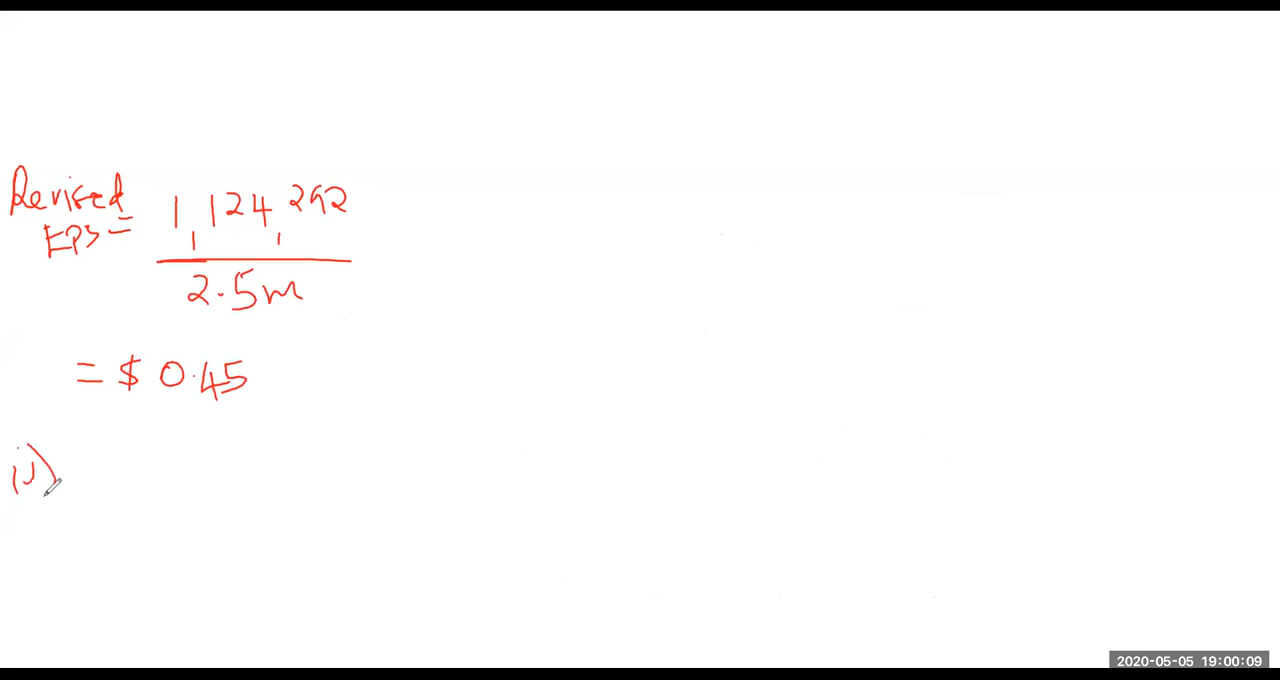 Revised
EPS = 1,124,292
2.5m
= $ 0.45
ii)
2020-05-05 19:00:09